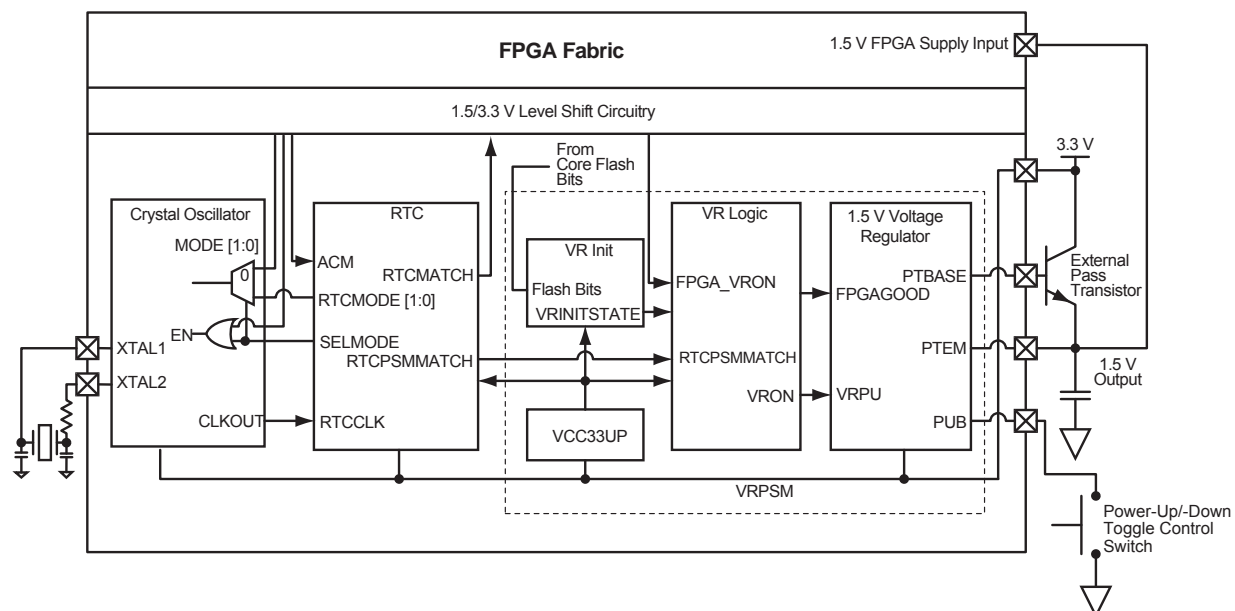 FPGA Fabric
1.5 V FPGA Supply Input
1.5/3.3 V Level Shift Circuitry
From
Core Flash
Bits
3.3 V
Crystal Oscillator
MODE [1:0]
0
EN
XTAL1
XTAL2
CLKOUT
RTC
ACM
RTCMATCH
RTCMODE [1:0]
SELMODE
RTCPSMMATCH
RTCCLK
VR Init
Flash Bits
VRINITSTATE
VCC33UP
VR Logic
FPGA_VRON
RTCPSMMATCH
VRON
1.5 V Voltage
Regulator
PTBASE
FPGAGOOD
PTEM
VRPU
PUB
VRPSM
External
Pass
Transistor
1.5 V
Output
Power-Up/-Down
Toggle Control
Switch